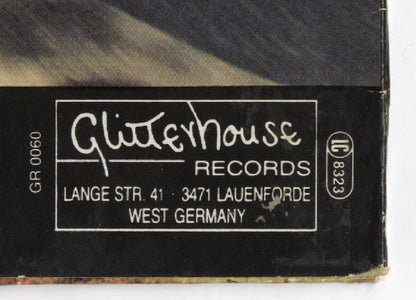 GR 0060
Glitterhouse
RECORDS
LANGE STR. 41 · 3471 LAUENFORDE
WEST GERMANY
LC 8323